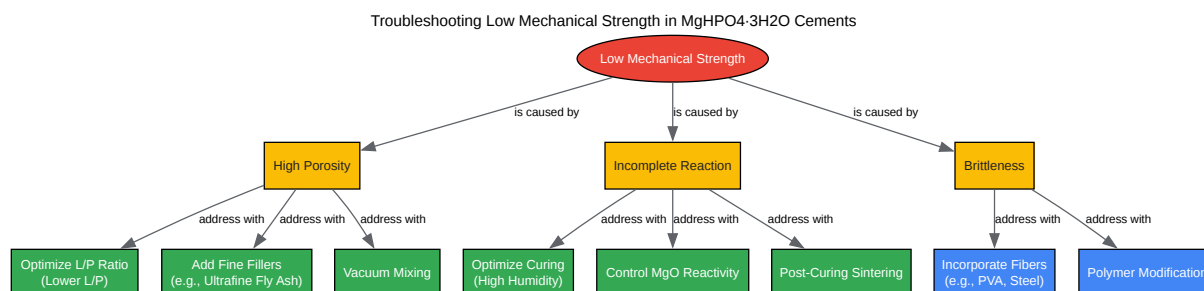 Troubleshooting Low Mechanical Strength in MgHPO4·3H2O Cements
Low Mechanical Strength
is caused by
is caused by
is caused by
High Porosity
Incomplete Reaction
Brittleness
address with
address with
address with
address with
address with
address with
address with
address with
Optimize L/P Ratio
(Lower L/P)
Add Fine Fillers
(e.g., Ultrafine Fly Ash)
Vacuum Mixing
Optimize Curing
(High Humidity)
Control MgO Reactivity
Post-Curing Sintering
Incorporate Fibers
(e.g., PVA, Steel)
Polymer Modification